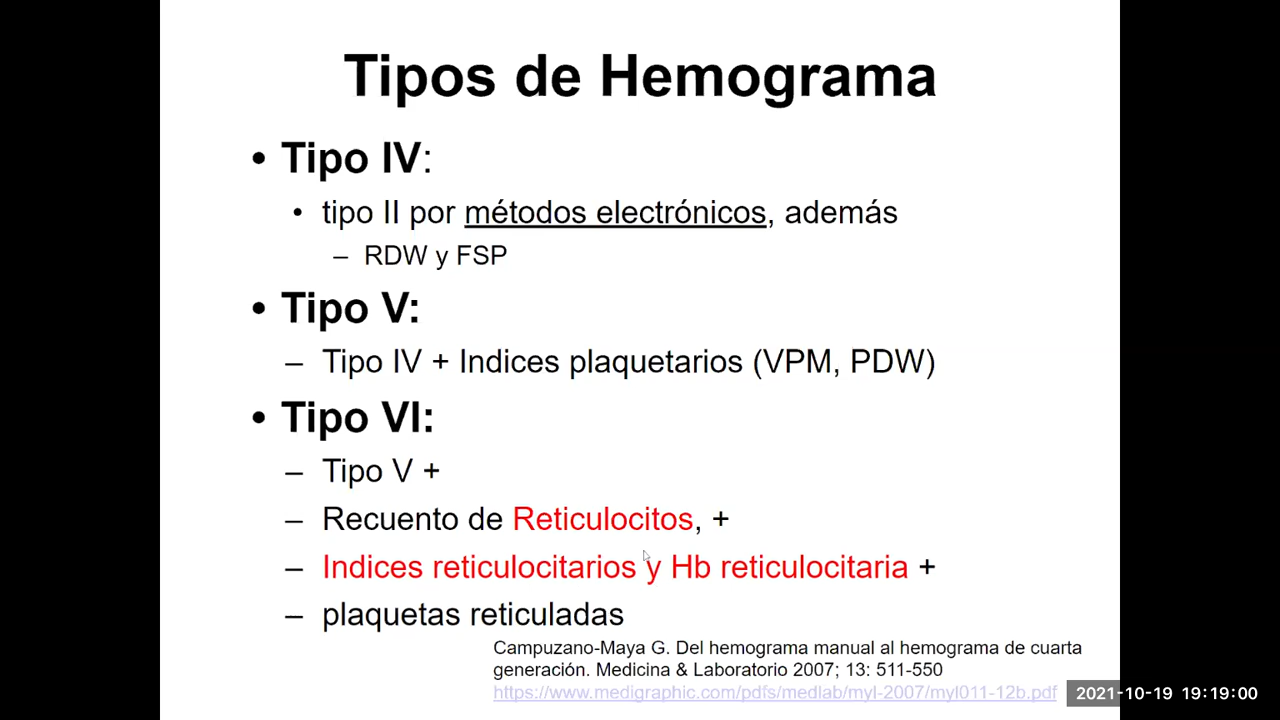 Tipos de Hemograma
• Tipo IV:
• tipo II por métodos electrónicos, además
– RDW y FSP
• Tipo V:
– Tipo IV + Indices plaquetarios (VPM, PDW)
• Tipo VI:
– Tipo V +
– Recuento de Reticulocitos, +
– Indices reticulocitarios y Hb reticulocitaria +
– plaquetas reticuladas
Campuzano-Maya G. Del hemograma manual al hemograma de cuarta
generación. Medicina & Laboratorio 2007; 13: 511-550
https://www.medigraphic.com/pdfs/medlab/myl-2007/myl011-12b.pdf
2021-10-19 19:19:00